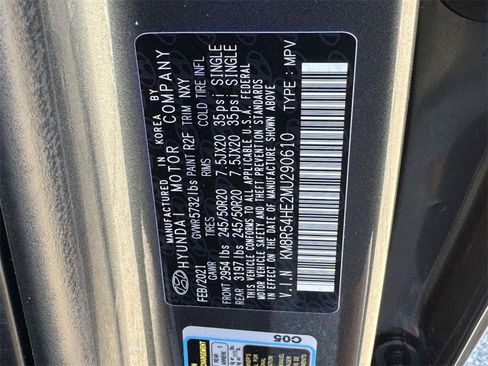 MANUFACTURED IN KOREA BY
HYUNDAI MOTOR COMPANY
FEB/2021 GVWR5732 lbs PAINT R2F TRIM NXY
GAWR TIRES RIMS COLD TIRE INFL
FRONT 2954 lbs 245/50R20 7.5JX20 35psi SINGLE
REAR 3197 lbs 245/50R20 7.5JX20 35psi SINGLE
THIS VEHICLE CONFORMS TO ALL APPLICABLE U.S.A. FEDERAL
MOTOR VEHICLE SAFETY AND THEFT PREVENTION STANDARDS
IN EFFECT ON THE DATE OF MANUFACTURE SHOWN ABOVE
V.I.N KM8R54HE2MU290610 TYPE : MPV
C05